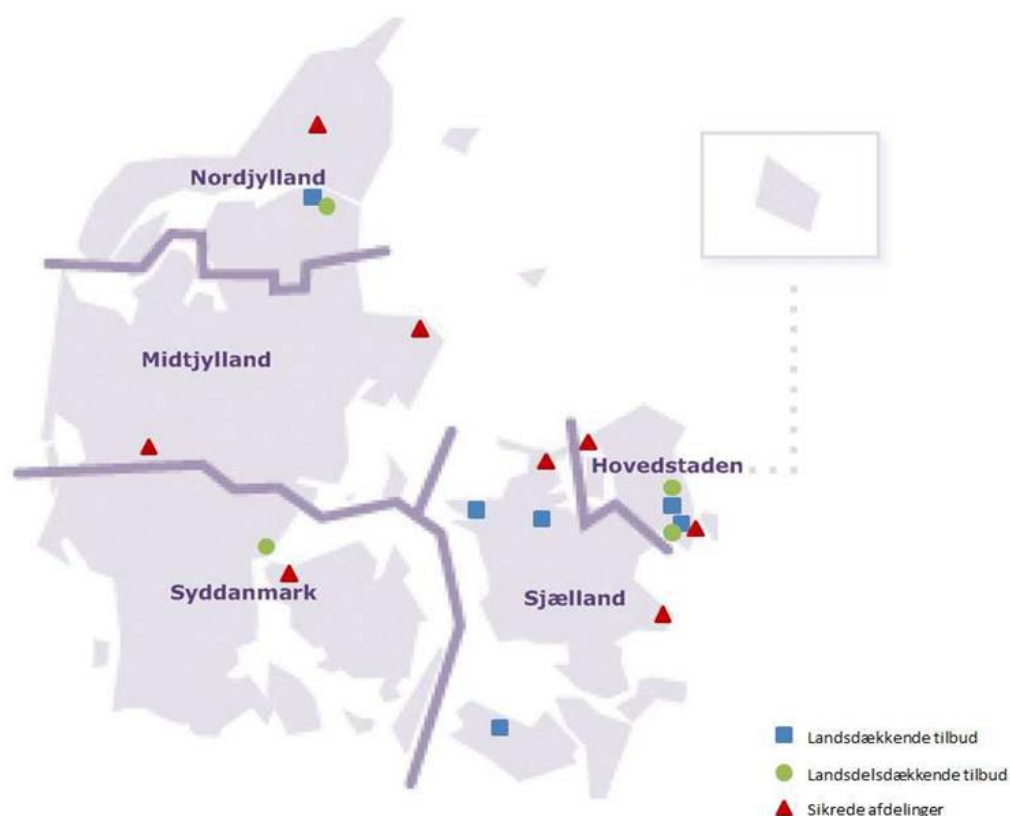 Nordjylland
Midtjylland
Hovedstaden
Syddanmark
Sjælland
Landsdækkende tilbud
Landsdelsdækkende tilbud
Sikrede afdelinger